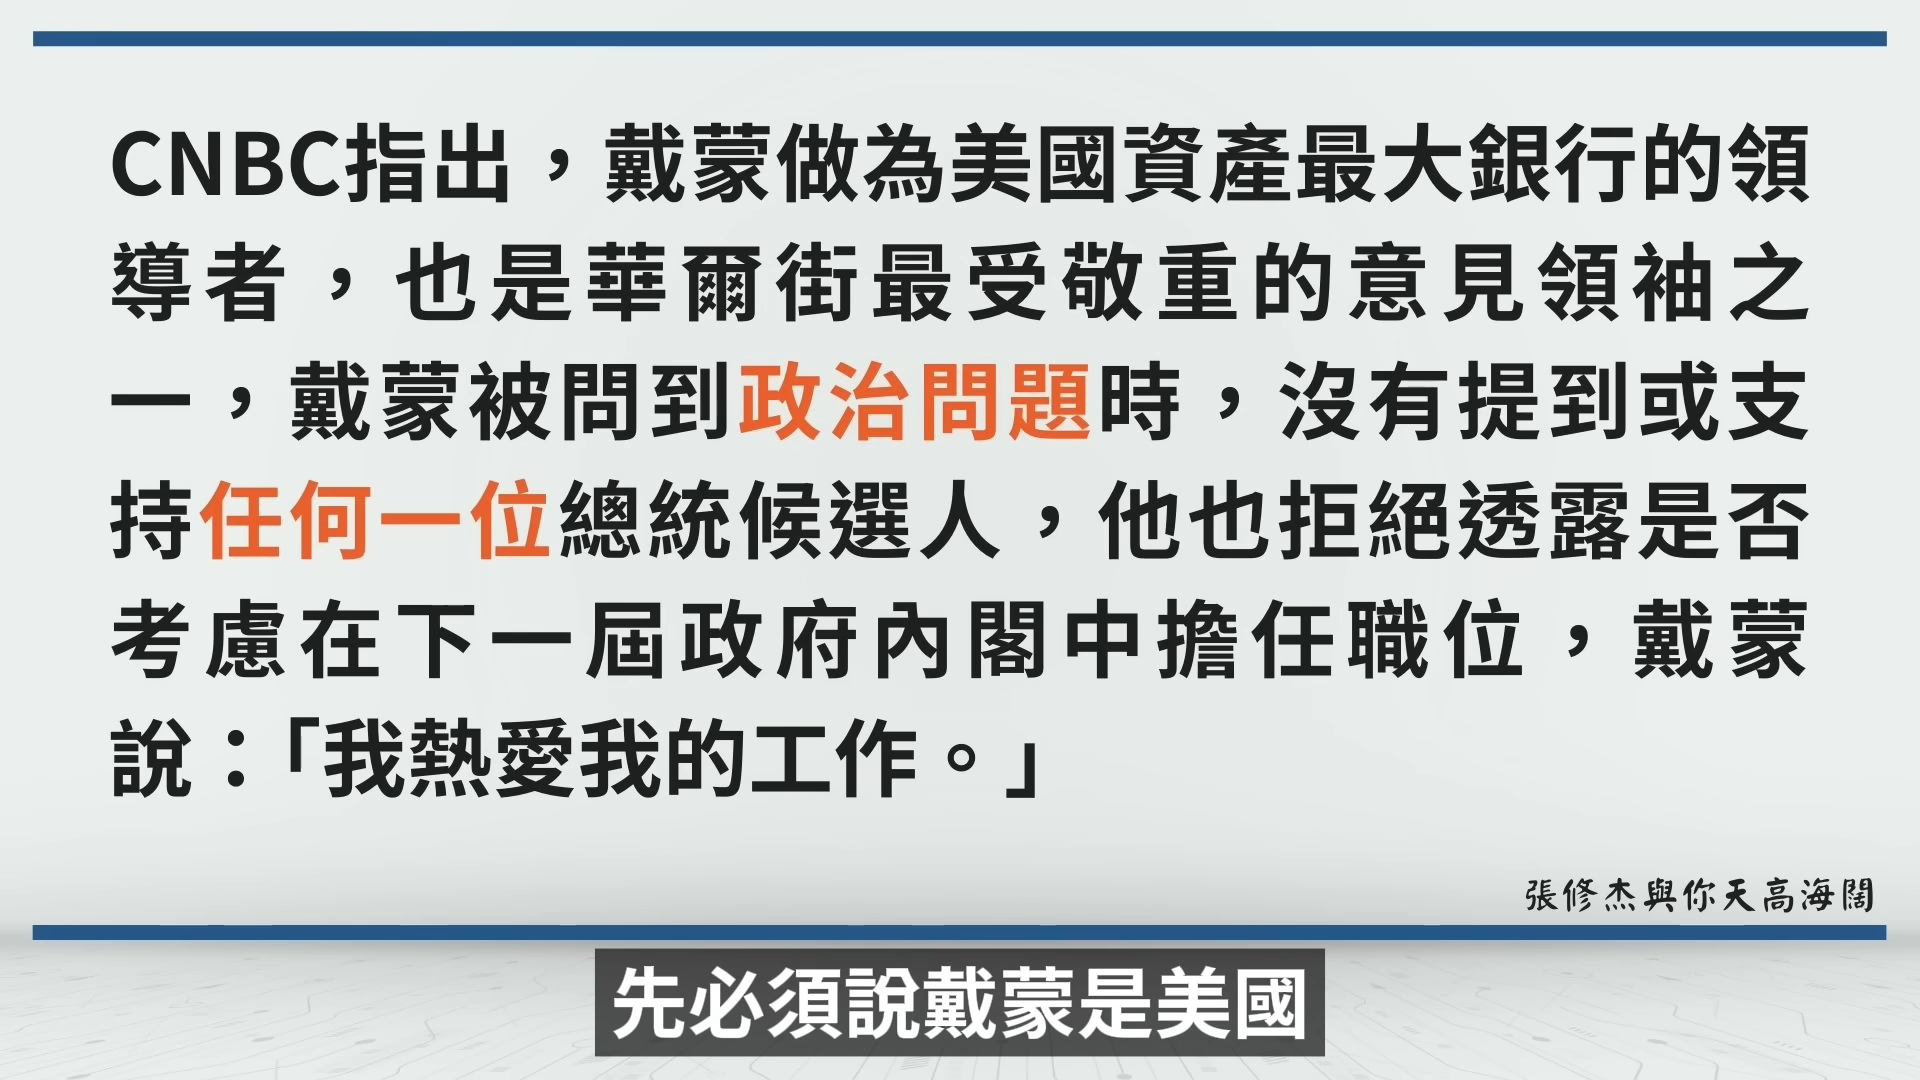 CNBC指出，戴蒙做為美國資產最大銀行的領
導者，也是華爾街最受敬重的意見領袖之
一，戴蒙被問到政治問題時，沒有提到或支
持任何一位總統候選人，他也拒絕透露是否
考慮在下一屆政府內閣中擔任職位，戴蒙
說：「我熱愛我的工作。」
張修杰與你天高海闊
先必須說戴蒙是美國